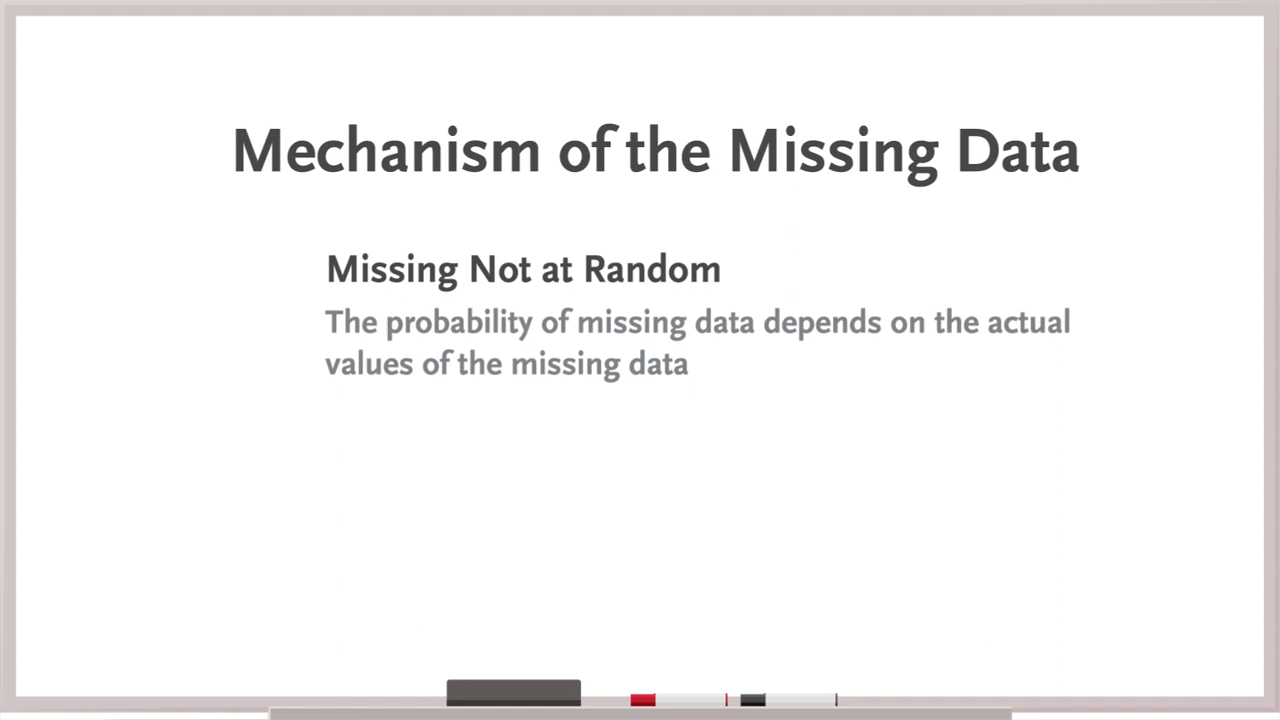 Mechanism of the Missing Data
Missing Not at Random
The probability of missing data depends on the actual
values of the missing data